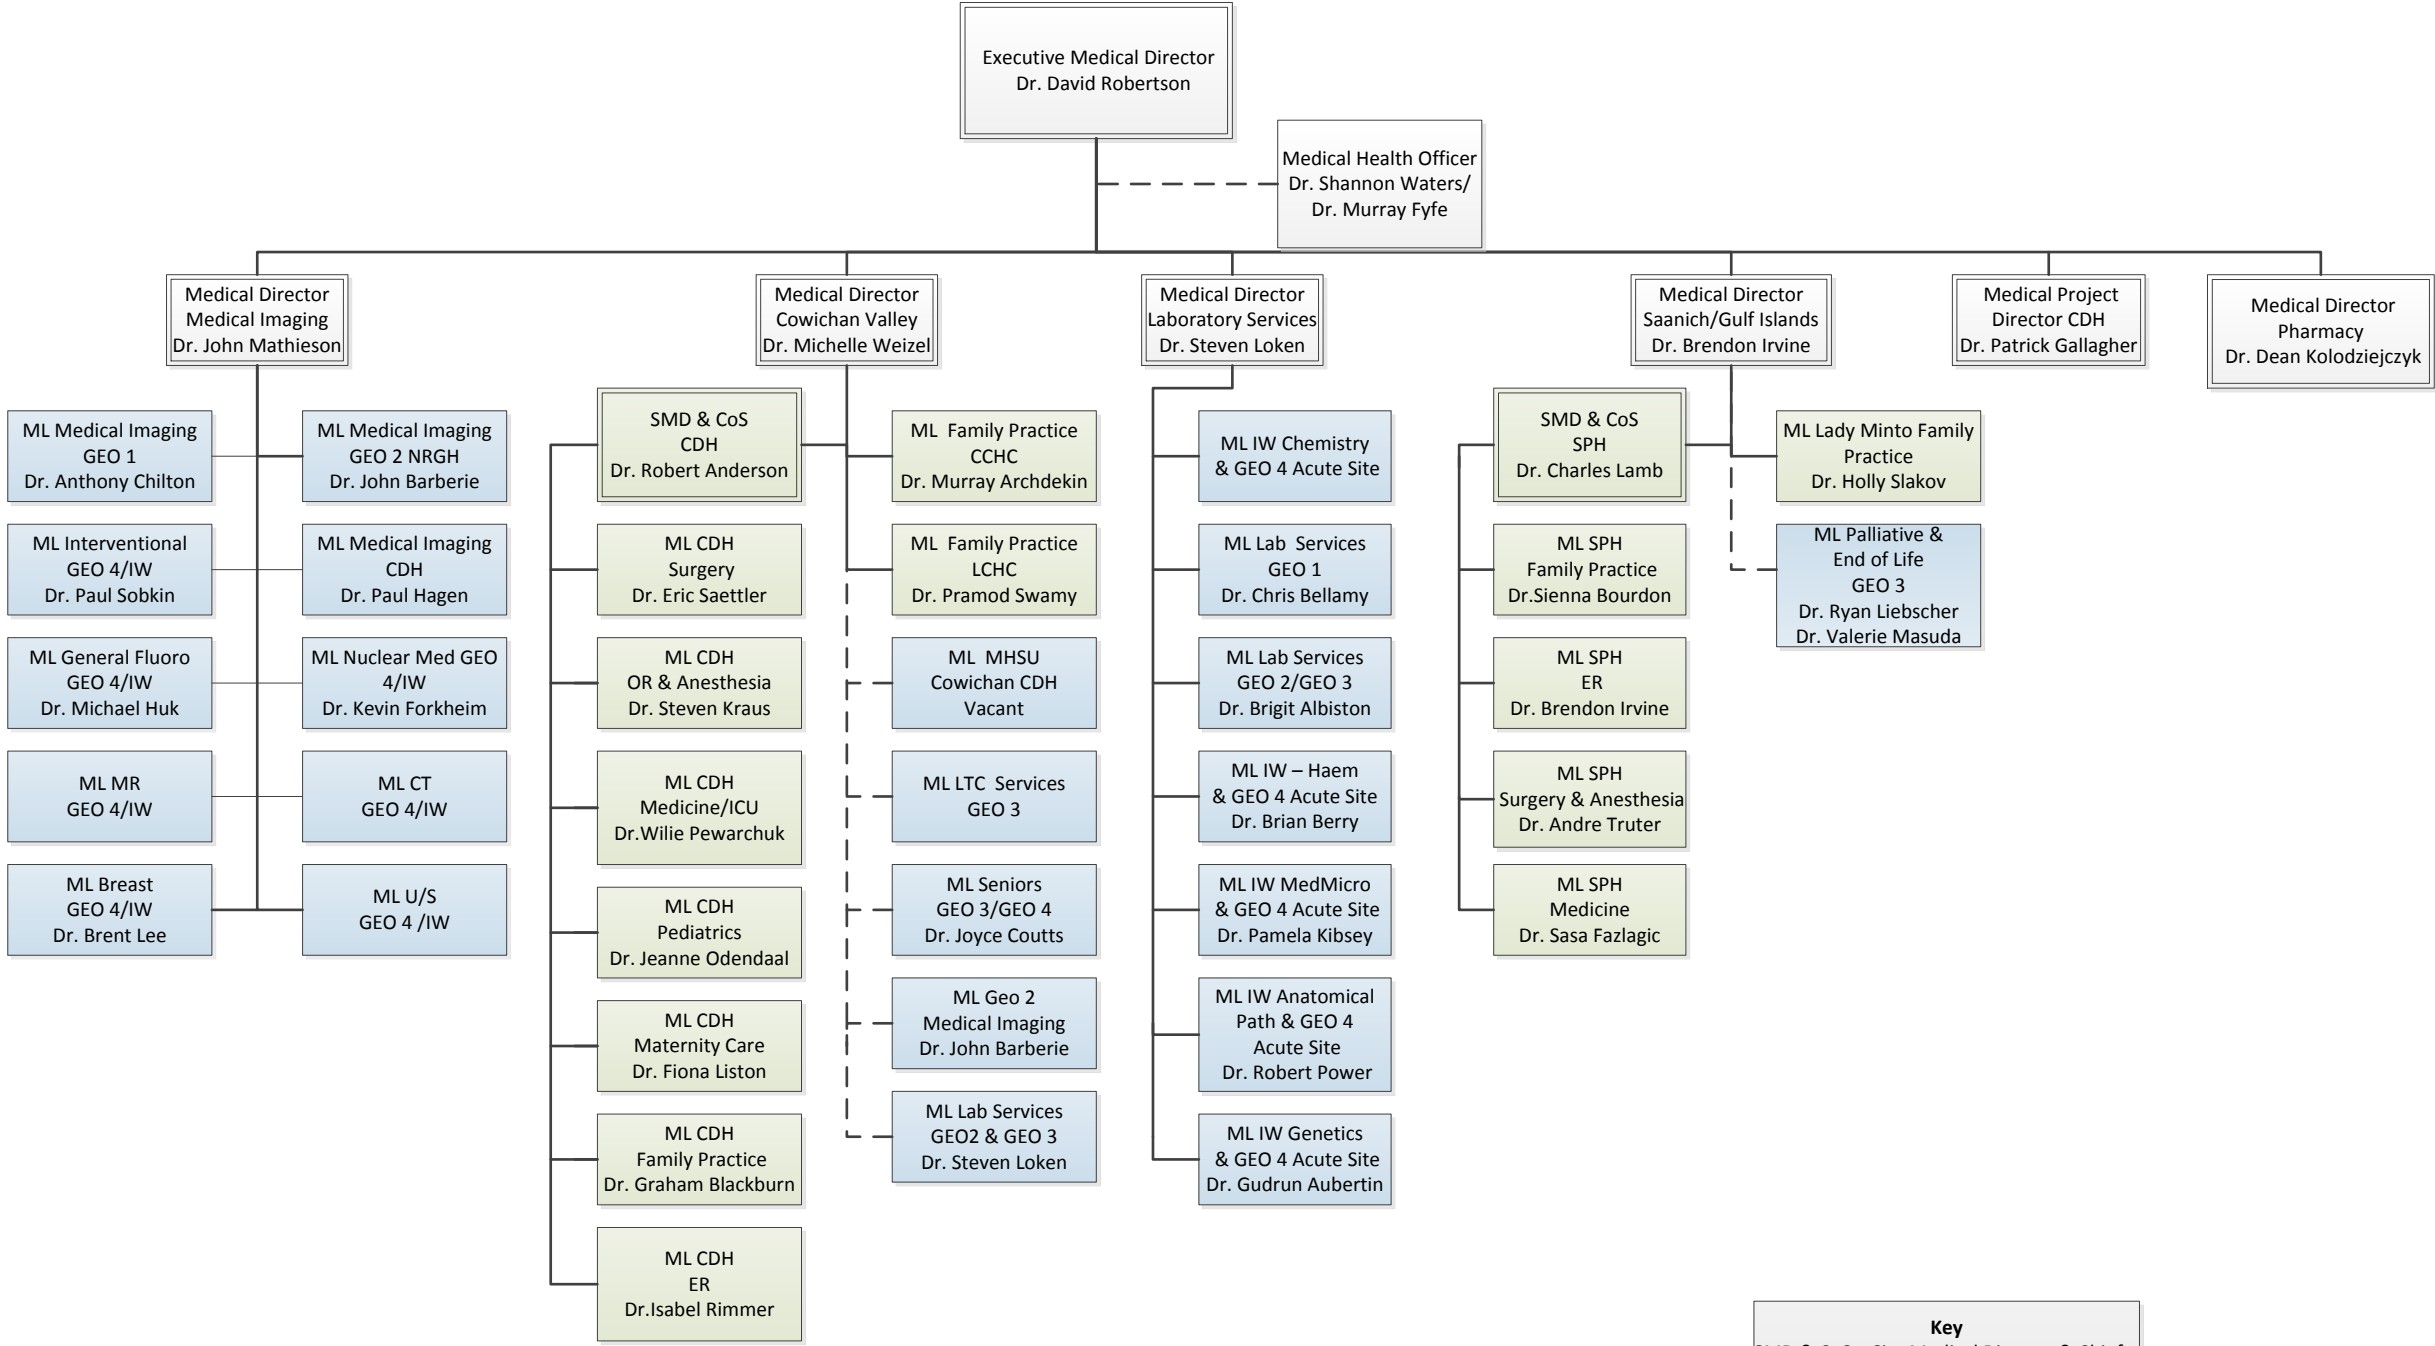 Executive Medical Director
Dr. David Robertson
Medical Health Officer
Dr. Shannon Waters/
Dr. Murray Fyfe
Medical Director
Medical Imaging
Dr. John Mathieson
Medical Director
Cowichan Valley
Dr. Michelle Weizel
Medical Director
Laboratory Services
Dr. Steven Loken
Medical Director
Saanich/Gulf Islands
Dr. Brendon Irvine
Medical Project
Director CDH
Dr. Patrick Gallagher
Medical Director
Pharmacy
Dr. Dean Kolodziejczyk
ML Medical Imaging
GEO 1
Dr. Anthony Chilton
ML Medical Imaging
GEO 2 NRGH
Dr. John Barberie
ML Interventional
GEO 4/IW
Dr. Paul Sobkin
ML Medical Imaging
CDH
Dr. Paul Hagen
ML General Fluoro
GEO 4/IW
Dr. Michael Huk
ML Nuclear Med GEO
4/IW
Dr. Kevin Forkheim
ML MR
GEO 4/IW
ML CT
GEO 4/IW
ML Breast
GEO 4/IW
Dr. Brent Lee
ML U/S
GEO 4 /IW
SMD & CoS
CDH
Dr. Robert Anderson
ML CDH
Surgery
Dr. Eric Saettler
ML CDH
OR & Anesthesia
Dr. Steven Kraus
ML CDH
Medicine/ICU
Dr.Wilie Pewarchuk
ML CDH
Pediatrics
Dr. Jeanne Odendaal
ML CDH
Maternity Care
Dr. Fiona Liston
ML CDH
Family Practice
Dr. Graham Blackburn
ML CDH
ER
Dr.Isabel Rimmer
ML Family Practice
CCHC
Dr. Murray Archdekin
ML Family Practice
LCHC
Dr. Pramod Swamy
ML MHSU
Cowichan CDH
Vacant
ML LTC Services
GEO 3
ML Seniors
GEO 3/GEO 4
Dr. Joyce Coutts
ML Geo 2
Medical Imaging
Dr. John Barberie
ML Lab Services
GEO2 & GEO 3
Dr. Steven Loken
ML IW Chemistry
& GEO 4 Acute Site
ML Lab Services
GEO 1
Dr. Chris Bellamy
ML Lab Services
GEO 2/GEO 3
Dr. Brigit Albiston
ML IW – Haem
& GEO 4 Acute Site
Dr. Brian Berry
ML IW MedMicro
& GEO 4 Acute Site
Dr. Pamela Kibsey
ML IW Anatomical
Path & GEO 4
Acute Site
Dr. Robert Power
ML IW Genetics
& GEO 4 Acute Site
Dr. Gudrun Aubertin
SMD & CoS
SPH
Dr. Charles Lamb
ML SPH
Family Practice
Dr.Sienna Bourdon
ML SPH
ER
Dr. Brendon Irvine
ML SPH
Surgery & Anesthesia
Dr. Andre Truter
ML SPH
Medicine
Dr. Sasa Fazlagic
ML Lady Minto Family
Practice
Dr. Holly Slakov
ML Palliative &
End of Life
GEO 3
Dr. Ryan Liebscher
Dr. Valerie Masuda
Key